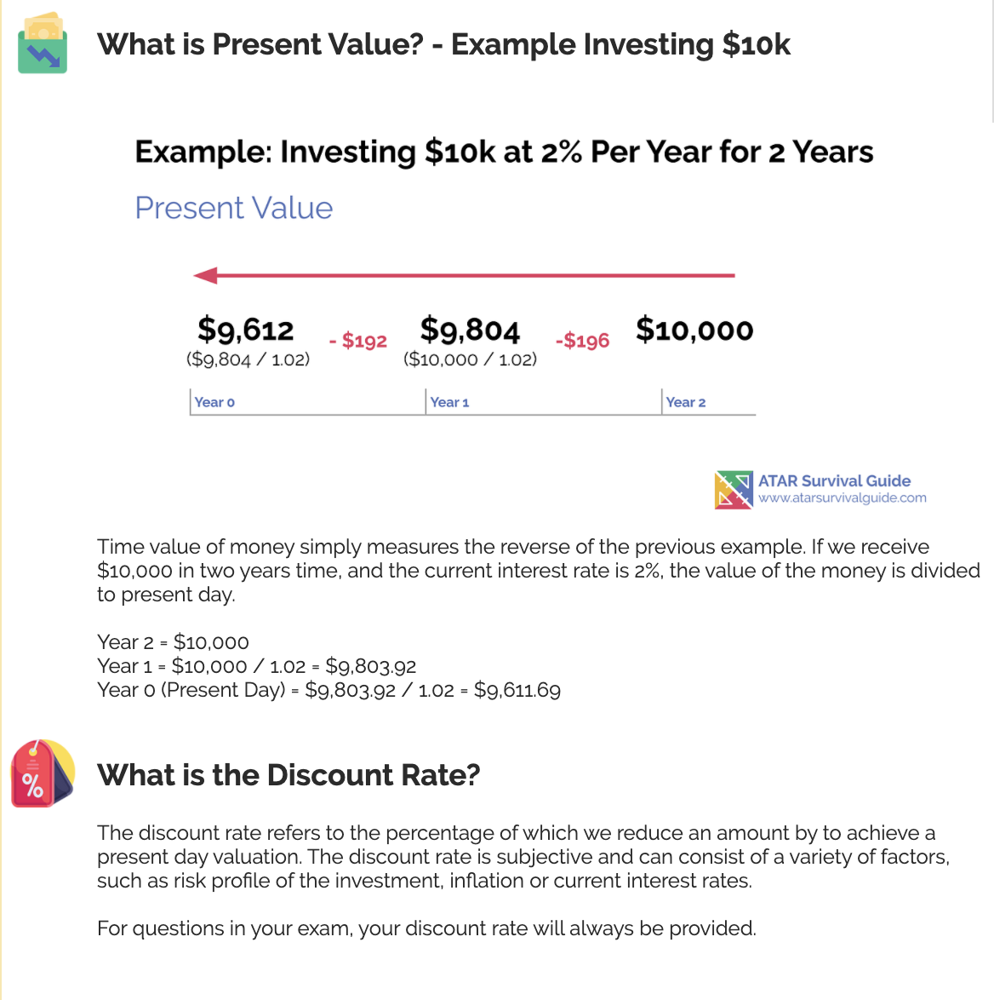 What is Present Value? - Example Investing $10k
Example: Investing $10k at 2% Per Year for 2 Years
Present Value
$9,612 - $192 $9,804 -$196 $10,000
($9,804 / 1.02) ($10,000 / 1.02)
Year 0 Year 1 Year 2
ATAR Survival Guide
www.atarsurvivalguide.com
Time value of money simply measures the reverse of the previous example. If we receive
$10,000 in two years time, and the current interest rate is 2%, the value of the money is divided
to present day.
Year 2 = $10,000
Year 1 = $10,000 / 1.02 = $9,803.92
Year 0 (Present Day) = $9,803.92 / 1.02 = $9,611.69
%
What is the Discount Rate?
The discount rate refers to the percentage of which we reduce an amount by to achieve a
present day valuation. The discount rate is subjective and can consist of a variety of factors,
such as risk profile of the investment, inflation or current interest rates.
For questions in your exam, your discount rate will always be provided.